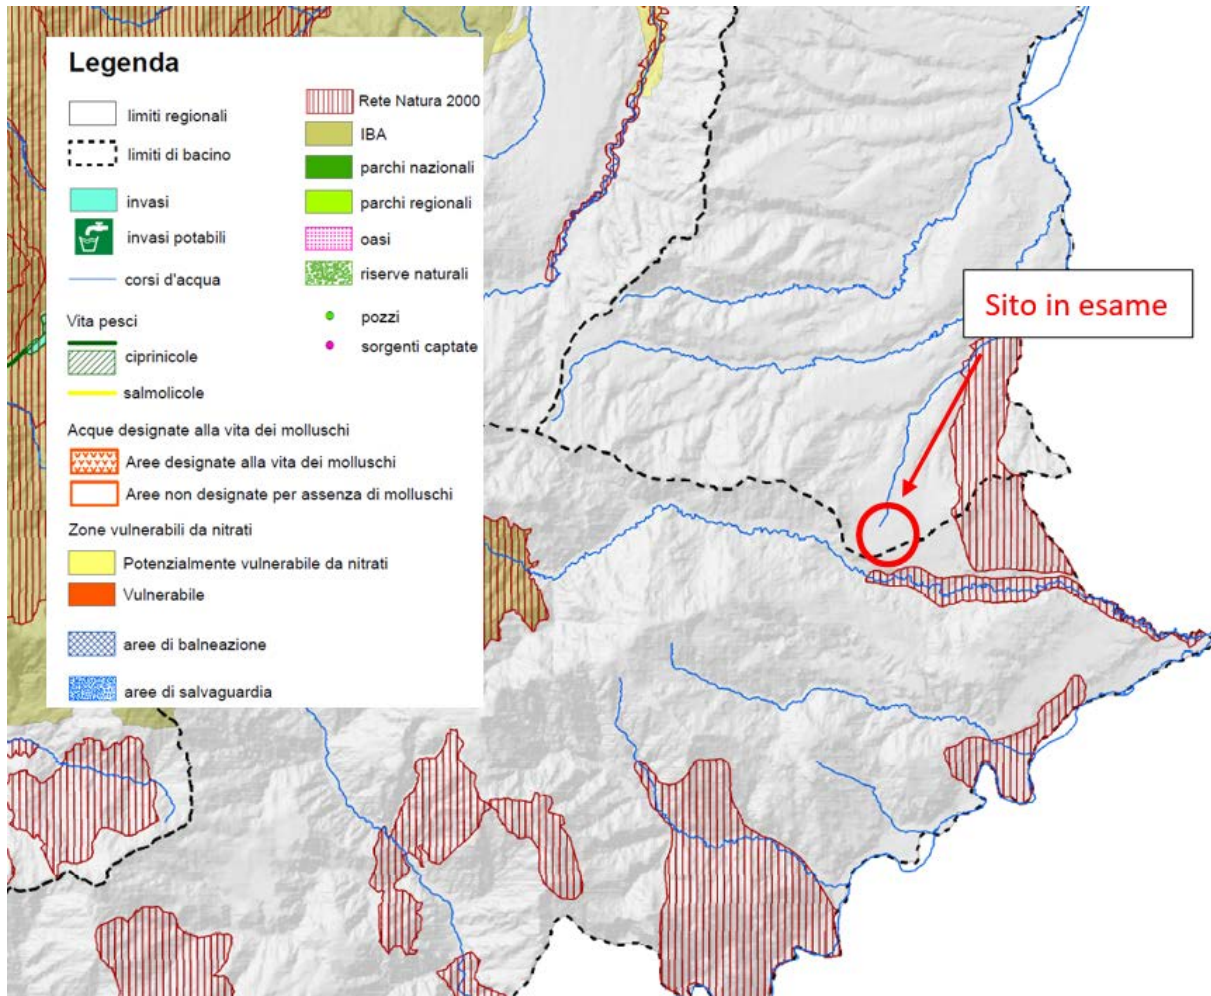 Legenda
limiti regionali
limiti di bacino
invasi
invasi potabili
corsi d'acqua
Vita pesci
ciprinicole
salmolicole
Acque designate alla vita dei molluschi
Aree designate alla vita dei molluschi
Aree non designate per assenza di molluschi
Zone vulnerabili da nitrati
Potenzialmente vulnerabile da nitrati
Vulnerabile
aree di balneazione
aree di salvaguardia
Rete Natura 2000
IBA
parchi nazionali
parchi regionali
oasi
riserve naturali
pozzi
sorgenti captate
Sito in esame